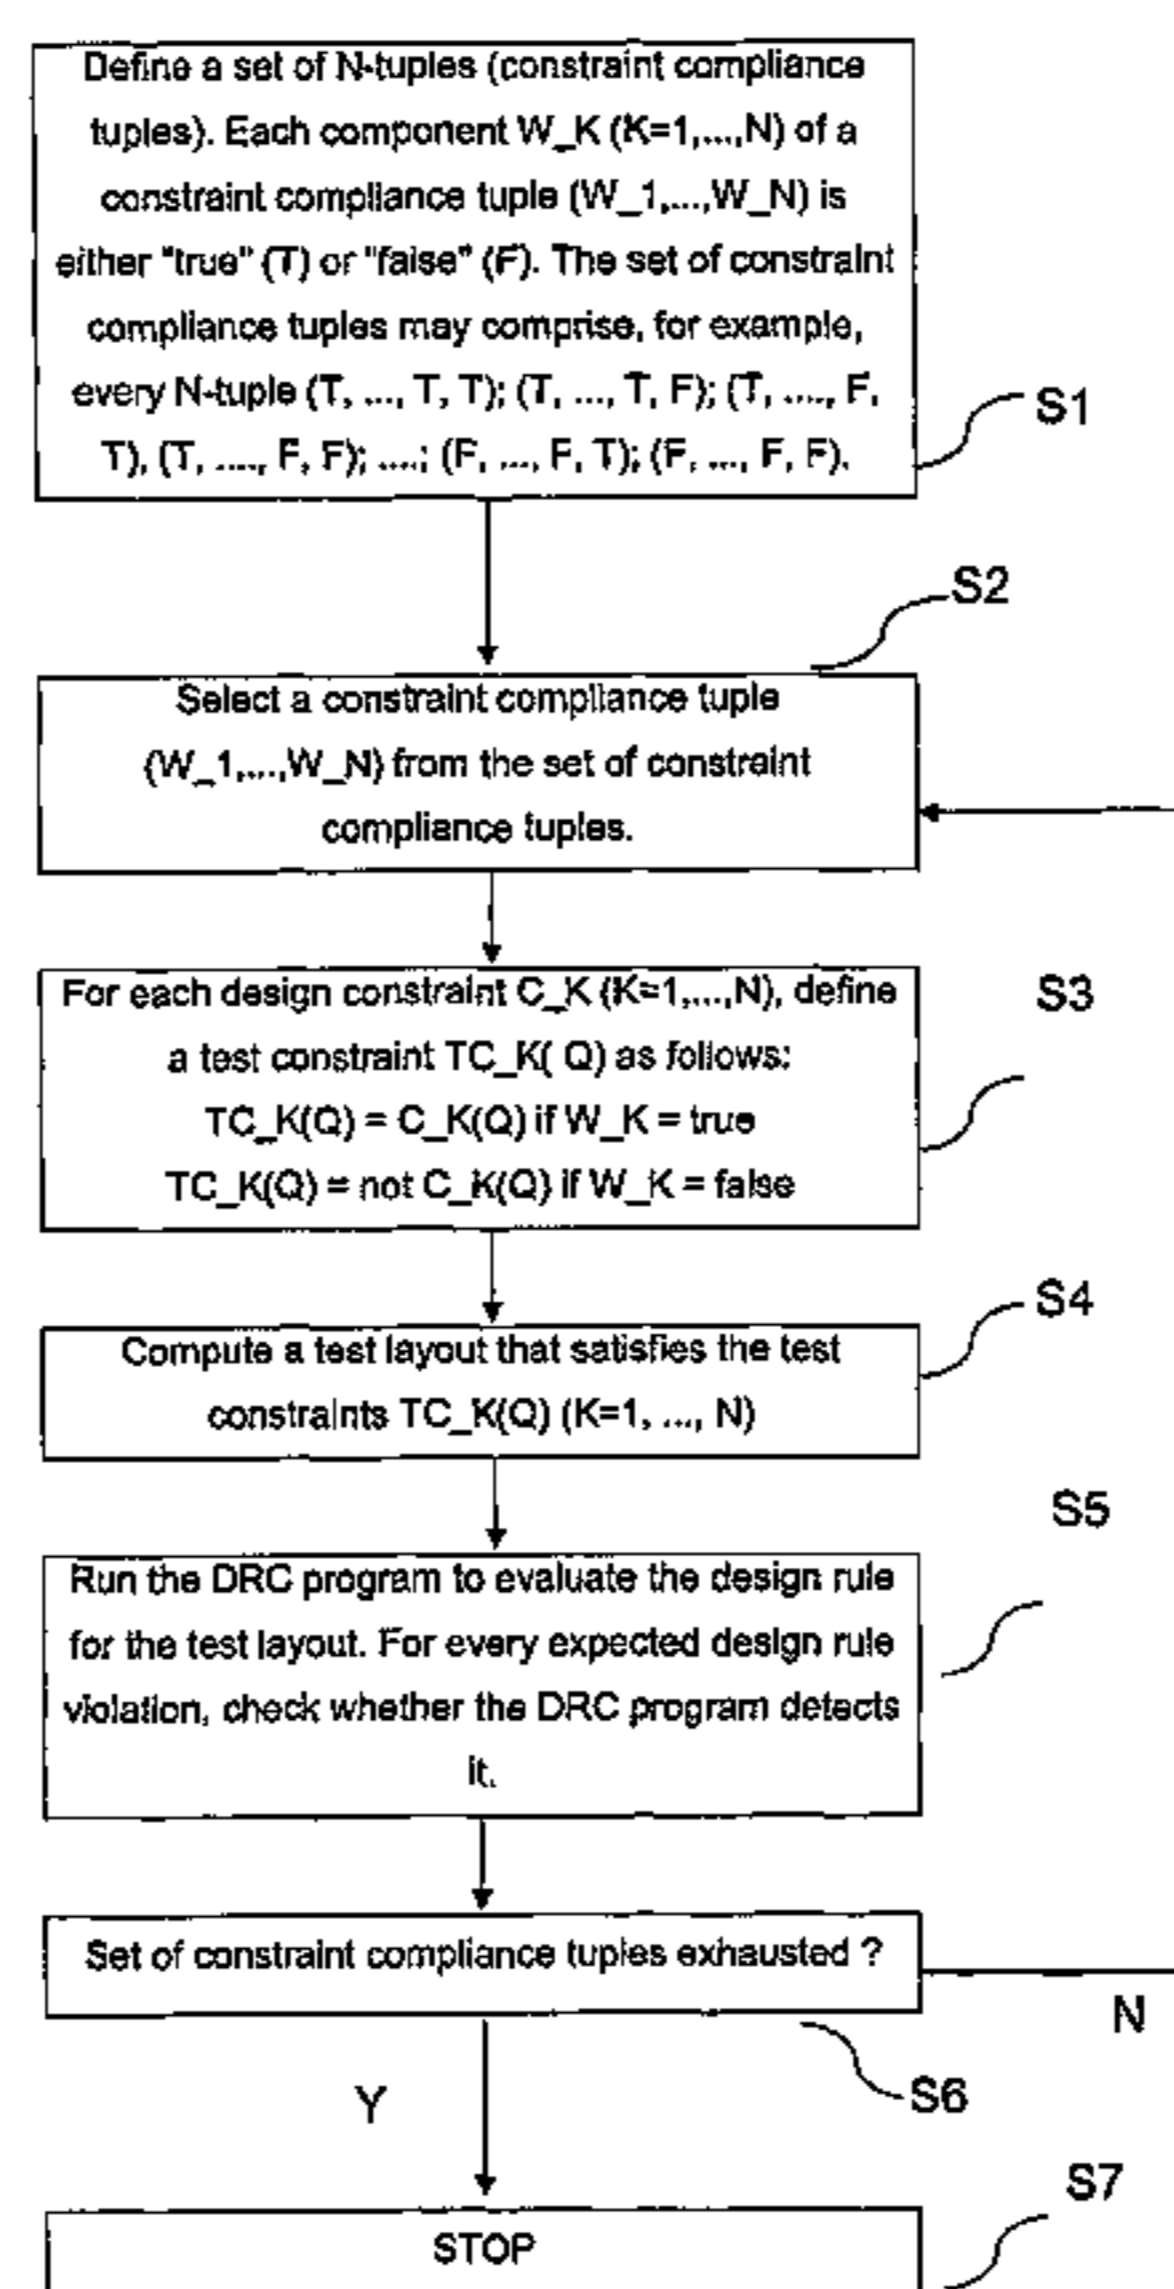 Define a set of N-tuples (constraint compliance
tuples). Each component W_K (K=1,...,N) of a
constraint compliance tuple (W_1,...,W_N) is
either "true" (T) or "false" (F). The set of constraint
compliance tuples may comprise, for example,
every N-tuple (T, ..., T, T); (T, ..., T, F); (T, ...., F,
T), (T, ...., F, F); ....; (F, ..., F, T); (F, ..., F, F).
S1
S2
Select a constraint compliance tuple
(W_1,...,W_N) from the set of constraint
compliance tuples.
For each design constraint C_K (K=1,...,N), define
a test constraint TC_K( Q) as follows:
TC_K(Q) = C_K(Q) if W_K = true
TC_K(Q) = not C_K(Q) if W_K = false
S3
S4
Compute a test layout that satisfies the test
constraints TC_K(Q) (K=1, ..., N)
S5
Run the DRC program to evaluate the design rule
for the test layout. For every expected design rule
violation, check whether the DRC program detects
it.
Set of constraint compliance tuples exhausted ?
N
S6
Y
S7
STOP